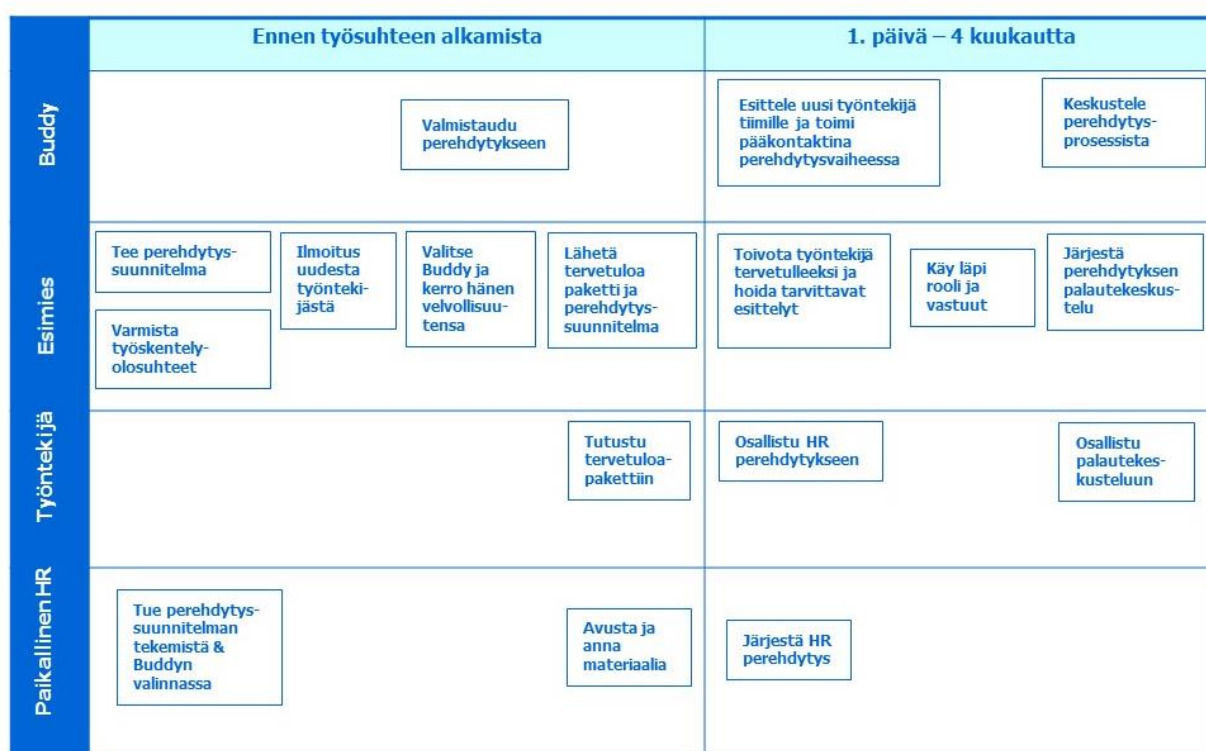 Ennen työsuhteen alkamista
1. päivä – 4 kuukautta
Buddy
Valmistaudu
perehdytykseen
Esittele uusi työntekijä
tiimille ja toimi
pääkontaktina
perehdytysvaiheessa
Keskustele
perehdytys-
prosessista
Esimies
Tee perehdytys-
suunnitelma
Varmista
työskentely-
olosuhteet
Ilmoitus
uudesta
työnteki-
jästä
Valitse
Buddy ja
kerro hänen
velvollisuu-
tensa
Lähetä
tervetuloa
paketti ja
perehdytys-
suunnitelma
Toivota työntekijä
tervetulleeksi ja
hoida tarvittavat
esittelyt
Käy läpi
rooli ja
vastuut
Järjestä
perehdytyksen
palautekeskus-
telu
Työntekijä
Tutustu
tervetuloa-
pakettiin
Osallistu HR
perehdytykseen
Osallistu
palautekes-
kusteluun
Paikallinen HR
Tue perehdytys-
suunnitelman
tekemistä &
Buddyn
valinnassa
Avusta ja
anna
materiaalia
Järjestä HR
perehdytys